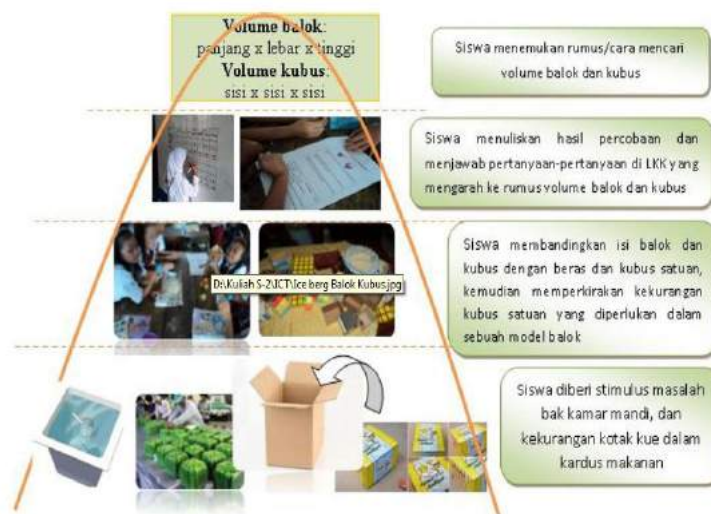 Volume balok:
panjang x lebar x tinggi
Volume kubus:
sisi x sisi x sisi
Siswa menemukan rumus/cara mencari
volume balok dan kubus
Siswa menuliskan hasil percobaan dan
menjawab pertanyaan-pertanyaan di LKK yang
mengarah ke rumus volume balok dan kubus
Siswa membandingkan isi balok dan
kubus dengan beras dan kubus satuan,
kemudian memperkirakan kekurangan
kubus satuan yang diperlukan dalam
sebuah model balok
D:\Kuliah S-2\ICT\Ice berg Balok Kubus.jpg
Siswa diberi stimulus masalah
bak kamar mandi, dan
kekurangan kotak kue dalam
kardus makanan